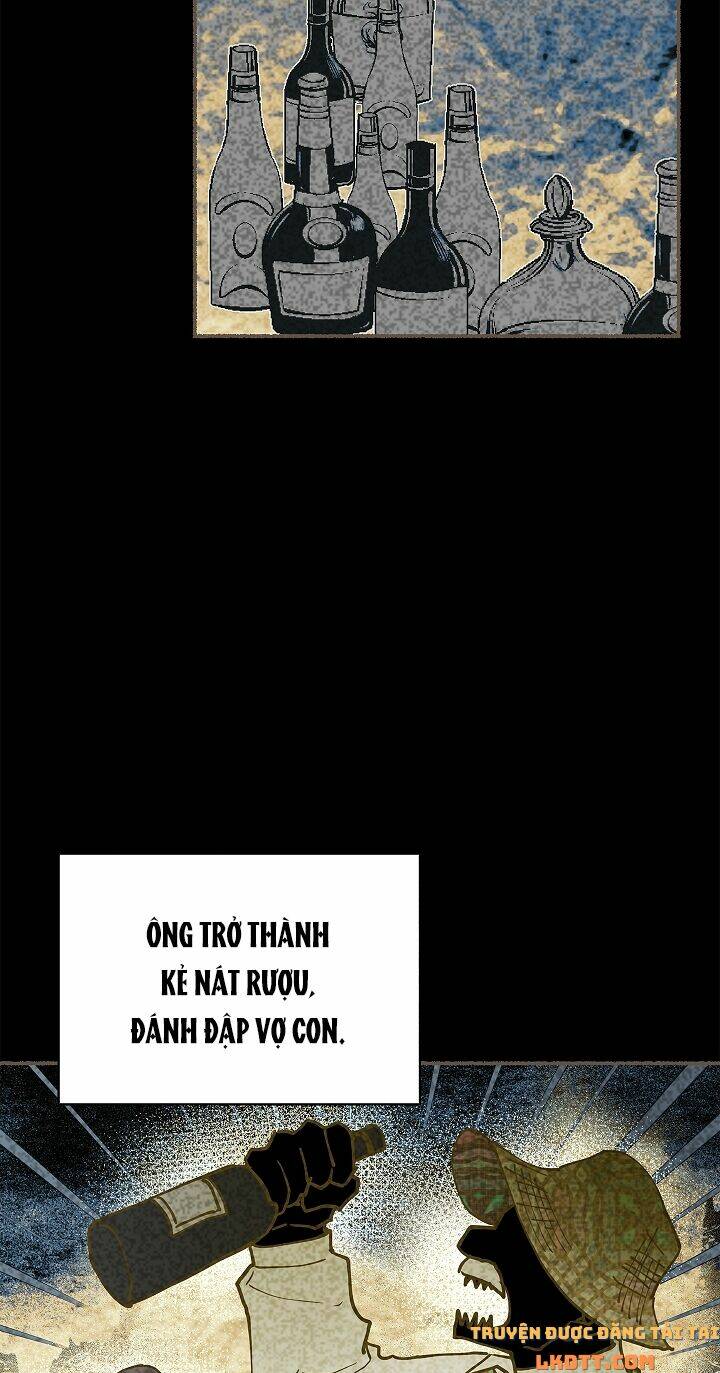 ÔNG TRỞ THÀNH
KẺ NÁT RƯỢU,
ĐÁNH ĐẬP VỢ CON.
TRUYỆN ĐƯỢC ĐĂNG TẢI TẠI
LKDTT.COM